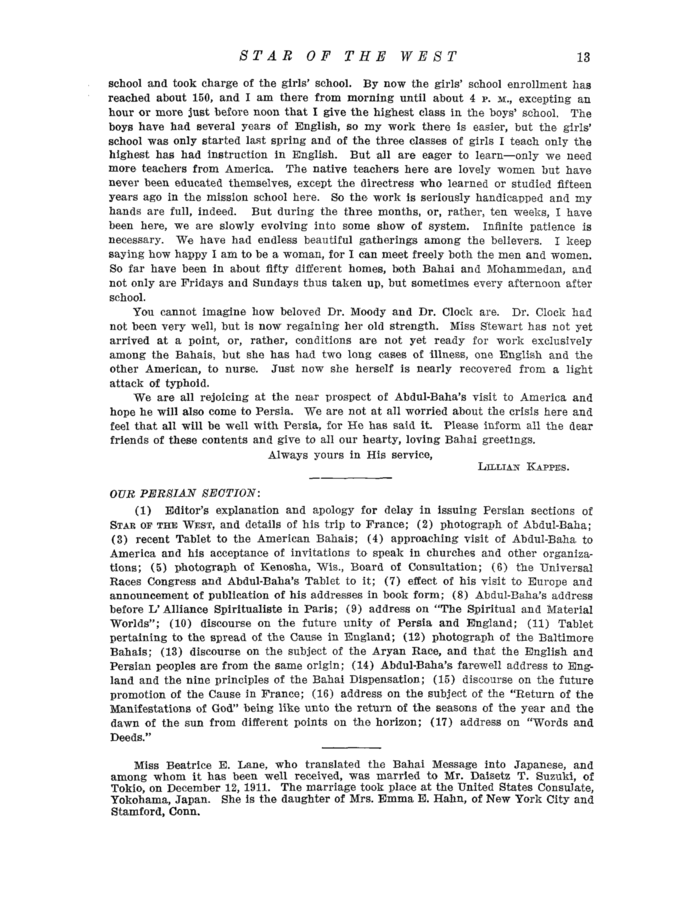 STAR OF THE WEST 13
school and took charge of the girls' school. By now the girls' school enrollment has
reached about 150, and I am there from morning until about 4 P. M., excepting an
hour or more just before noon that I give the highest class in the boys' school. The
boys have had several years of English, so my work there is easier, but the girls'
school was only started last spring and of the three classes of girls I teach only the
highest has had instruction in English. But all are eager to learn—only we need
more teachers from America. The native teachers here are lovely women but have
never been educated themselves, except the directress who learned or studied fifteen
years ago in the mission school here. So the work is seriously handicapped and my
hands are full, indeed. But during the three months, or, rather, ten weeks, I have
been here, we are slowly evolving into some show of system. Infinite patience is
necessary. We have had endless beautiful gatherings among the believers. I keep
saying how happy I am to be a woman, for I can meet freely both the men and women.
So far have been in about fifty different homes, both Bahai and Mohammedan, and
not only are Fridays and Sundays thus taken up, but sometimes every afternoon after
school.
You cannot imagine how beloved Dr. Moody and Dr. Clock are. Dr. Clock had
not been very well, but is now regaining her old strength. Miss Stewart has not yet
arrived at a point, or, rather, conditions are not yet ready for work exclusively
among the Bahais, but she has had two long cases of illness, one English and the
other American, to nurse. Just now she herself is nearly recovered from a light
attack of typhoid.
We are all rejoicing at the near prospect of Abdul-Baha's visit to America and
hope he will also come to Persia. We are not at all worried about the crisis here and
feel that all will be well with Persia, for He has said it. Please inform all the dear
friends of these contents and give to all our hearty, loving Bahai greetings.
Always yours in His service,
LILLIAN KAPPES.
OUR PERSIAN SECTION:
(1) Editor's explanation and apology for delay in issuing Persian sections of
STAR OF THE WEST, and details of his trip to France; (2) photograph of Abdul-Baha;
(3) recent Tablet to the American Bahais; (4) approaching visit of Abdul-Baha to
America and his acceptance of invitations to speak in churches and other organiza-
tions; (5) photograph of Kenosha, Wis., Board of Consultation; (6) the Universal
Races Congress and Abdul-Baha's Tablet to it; (7) effect of his visit to Europe and
announcement of publication of his addresses in book form; (8) Abdul-Baha's address
before L' Alliance Spiritualiste in Paris; (9) address on "The Spiritual and Material
Worlds"; (10) discourse on the future unity of Persia and England; (11) Tablet
pertaining to the spread of the Cause in England; (12) photograph of the Baltimore
Bahais; (13) discourse on the subject of the Aryan Race, and that the English and
Persian peoples are from the same origin; (14) Abdul-Baha's farewell address to Eng-
land and the nine principles of the Bahai Dispensation; (15) discourse on the future
promotion of the Cause in France; (16) address on the subject of the "Return of the
Manifestations of God" being like unto the return of the seasons of the year and the
dawn of the sun from different points on the horizon; (17) address on "Words and
Deeds."
Miss Beatrice E. Lane, who translated the Bahai Message into Japanese, and
among whom it has been well received, was married to Mr. Daisetz T. Suzuki, of
Tokio, on December 12, 1911. The marriage took place at the United States Consulate,
Yokohama, Japan. She is the daughter of Mrs. Emma E. Hahn, of New York City and
Stamford, Conn.